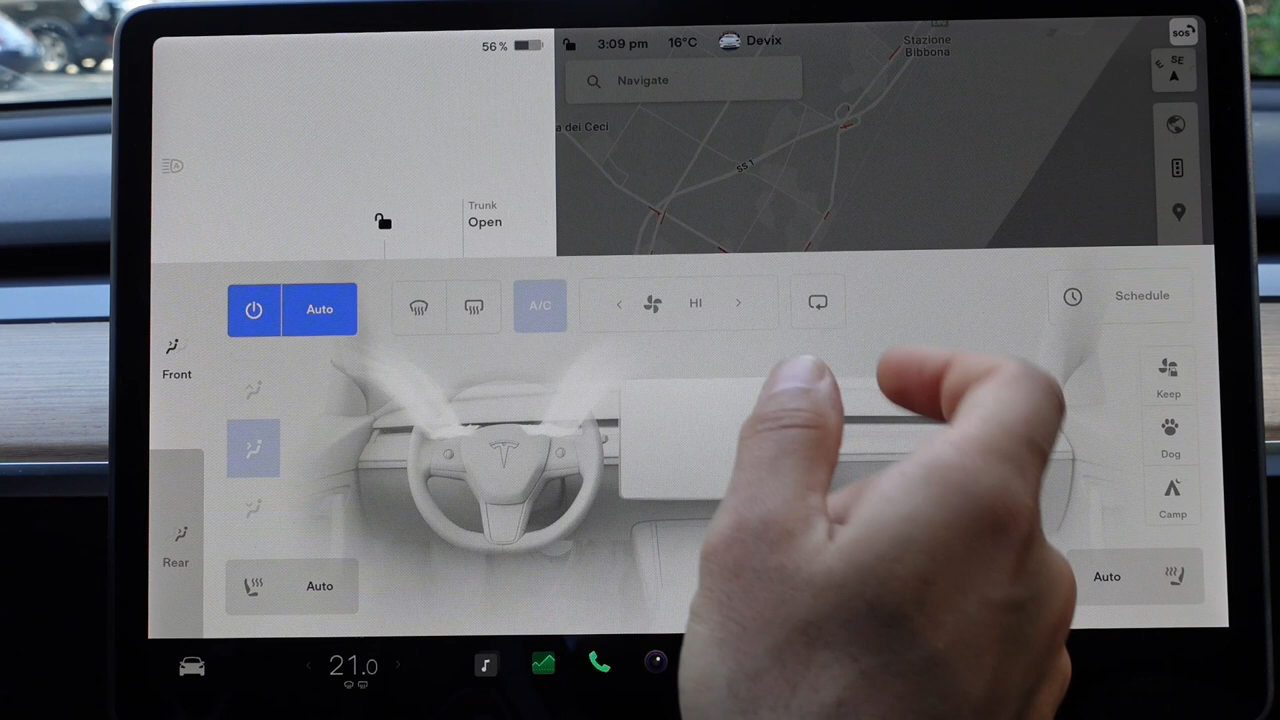 56 %
3:09 pm 16°C Devix
SOS
Stazione
Bibbona
E SE
Navigate
a dei Ceci
SS 1
Trunk
Open
Auto
A/C
HI
Schedule
Front
Keep
Dog
Camp
Rear
Auto
Auto
21.0